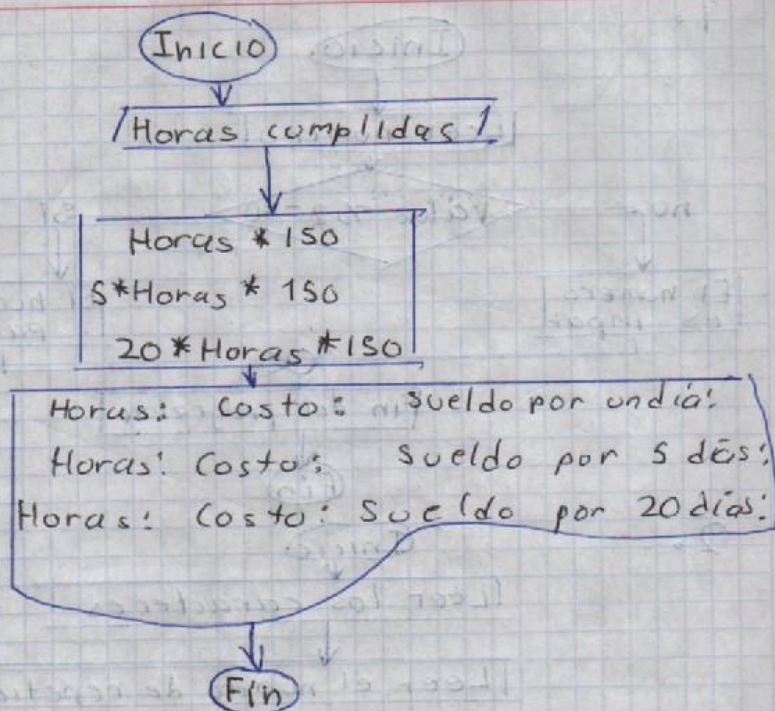 Inicio
Horas cumplidas
Horas * 150
5*Horas * 150
20 * Horas * 150
Horas: Costo: Sueldo por un día:
Horas: Costo: Sueldo por 5 dás:
Horas: Costo: Sueldo por 20 días:
Fin